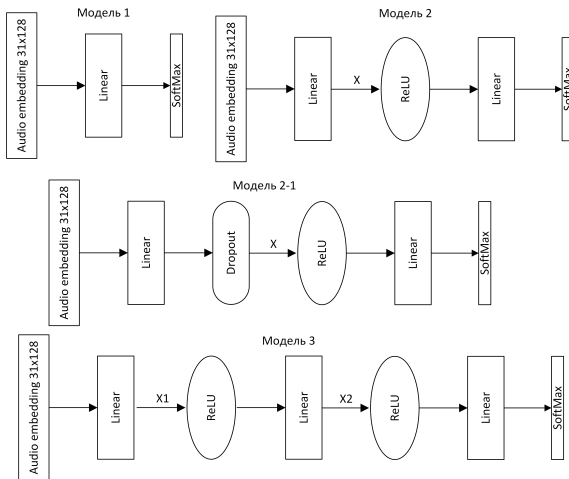 Модель 1
Audio embedding 31x128
Linear
SoftMax
Модель 2
Audio embedding 31x128
Linear
X
ReLU
Linear
SoftMax
Модель 2-1
Audio embedding 31x128
Linear
Dropout
X
ReLU
Linear
SoftMax
Модель 3
Audio embedding 31x128
Linear
X1
ReLU
Linear
X2
ReLU
Linear
SoftMax